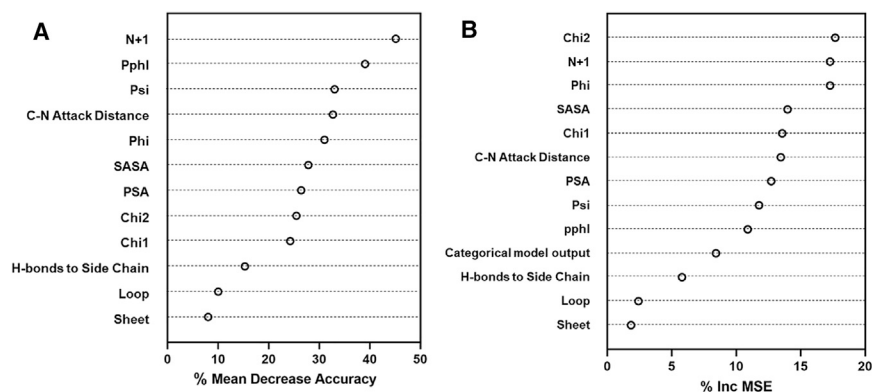 A
N+1
PphI
Psi
C-N Attack Distance
Phi
SASA
PSA
Chi2
Chi1
H-bonds to Side Chain
Loop
Sheet
0 10 20 30 40 50
% Mean Decrease Accuracy
B
Chi2
N+1
Phi
SASA
Chi1
C-N Attack Distance
PSA
Psi
pphI
Categorical model output
H-bonds to Side Chain
Loop
Sheet
0 5 10 15 20
% Inc MSE